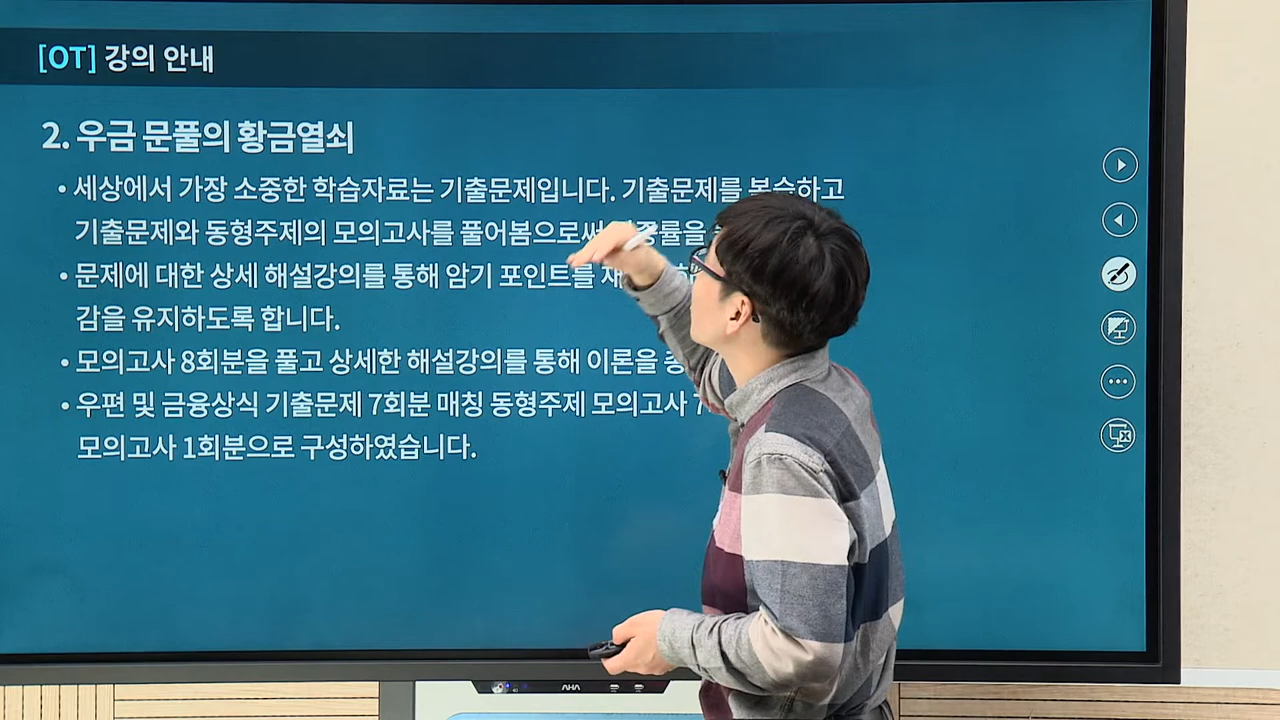 [OT] 강의 안내
2. 우금 문풀의 황금열쇠
• 세상에서 가장 소중한 학습자료는 기출문제입니다. 기출문제를 복습하고
기출문제와 동형주제의 모의고사를 풀어봄으로써
• 문제에 대한 상세 해설강의를 통해 암기 포인트를
감을 유지하도록 합니다.
• 모의고사 8회분을 풀고 상세한 해설강의를 통해 이론을
• 우편 및 금융상식 기출문제 7회분 매칭 동형주제 모의고사
모의고사 1회분으로 구성하였습니다.
AHA